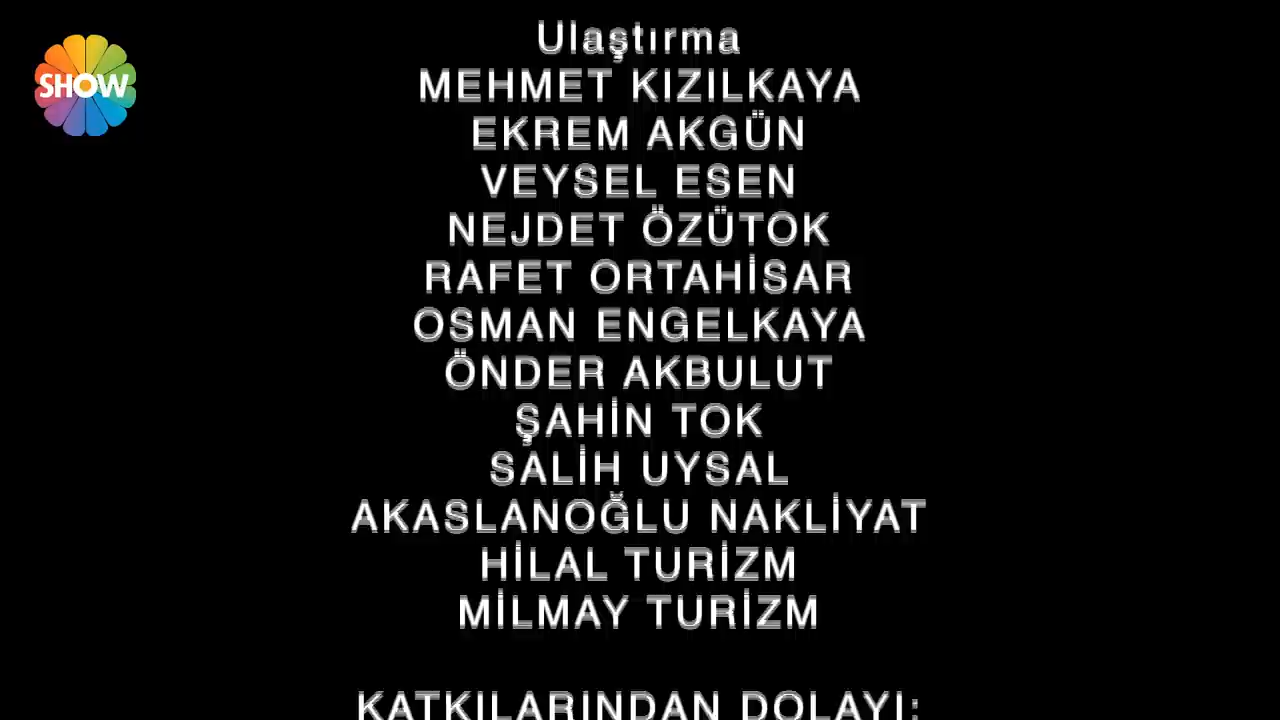 SHOW
Ulaştırma
MEHMET KIZILKAYA
EKREM AKGÜN
VEYSEL ESEN
NEJDET ÖZÜTOK
RAFET ORTAHİSAR
OSMAN ENGELKAYA
ÖNDER AKBULUT
ŞAHİN TOK
SALİH UYSAL
AKASLANOĞLU NAKLİYAT
HİLAL TURİZM
MİLMAY TURİZM
KATKILARINDAN DOLAYI: